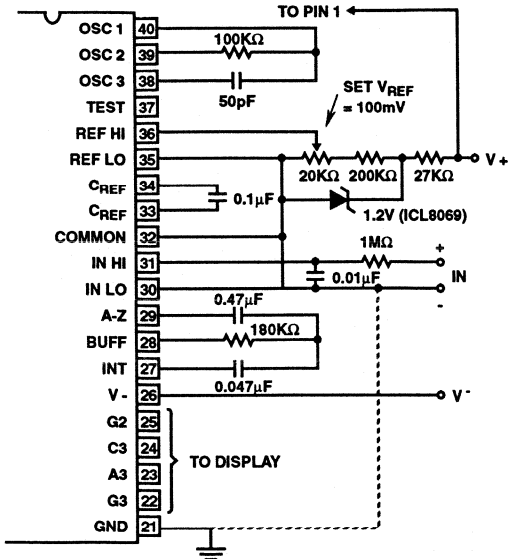 TO PIN 1
OSC 1 40
100KΩ
OSC 2 39
OSC 3 38
50pF
TEST 37
SET VREF
= 100mV
REF HI 36
REF LO 35
V+
20KΩ 200KΩ 27KΩ
CREF 34
0.1µF
CREF 33
1.2V (ICL8069)
COMMON 32
1MΩ
+
IN HI 31
0.01µF
IN
IN LO 30
-
0.47µF
A-Z 29
180KΩ
BUFF 28
INT 27
0.047µF
V - 26
V-
G2 25
C3 24
TO DISPLAY
A3 23
G3 22
GND 21